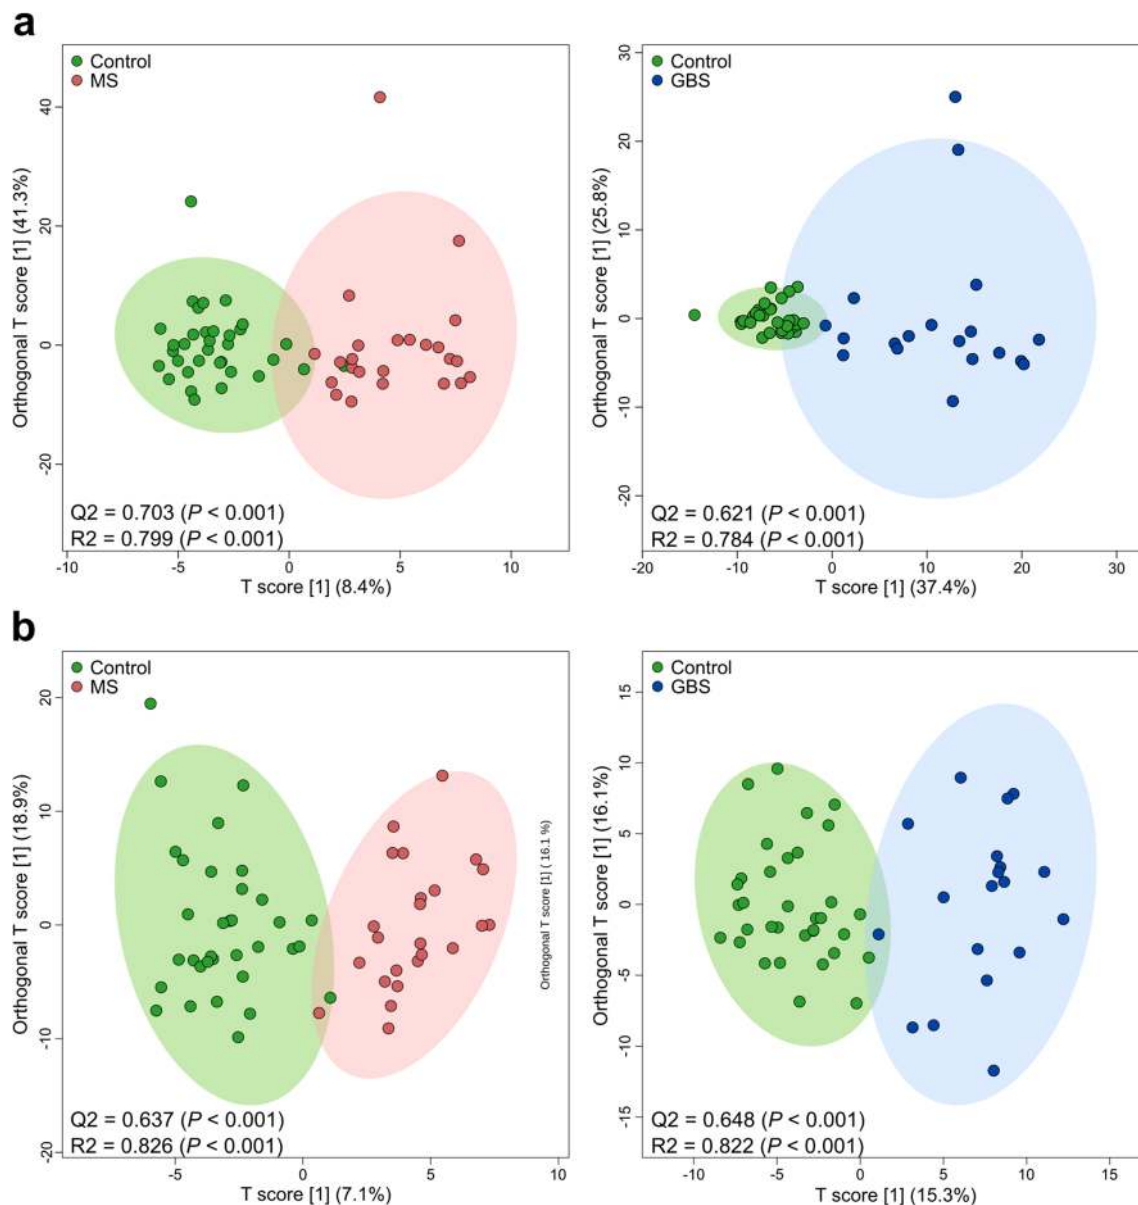 a
Control
MS
Orthogonal T score [1] (41.3%)
40
20
0
-20
Q2 = 0.703 (P < 0.001)
R2 = 0.799 (P < 0.001)
-10
-5
0
5
10
T score [1] (8.4%)
Control
GBS
Orthogonal T score [1] (25.8%)
30
20
10
0
-10
-20
Q2 = 0.621 (P < 0.001)
R2 = 0.784 (P < 0.001)
-20
-10
0
10
20
30
T score [1] (37.4%)
b
Control
MS
Orthogonal T score [1] (18.9%)
20
10
0
-10
-20
Q2 = 0.637 (P < 0.001)
R2 = 0.826 (P < 0.001)
-5
0
5
10
T score [1] (7.1%)
Orthogonal T score [1] ( 16.1 %)
Control
GBS
Orthogonal T score [1] (16.1%)
15
10
5
0
-5
-10
-15
Q2 = 0.648 (P < 0.001)
R2 = 0.822 (P < 0.001)
-10
-5
0
5
10
15
T score [1] (15.3%)